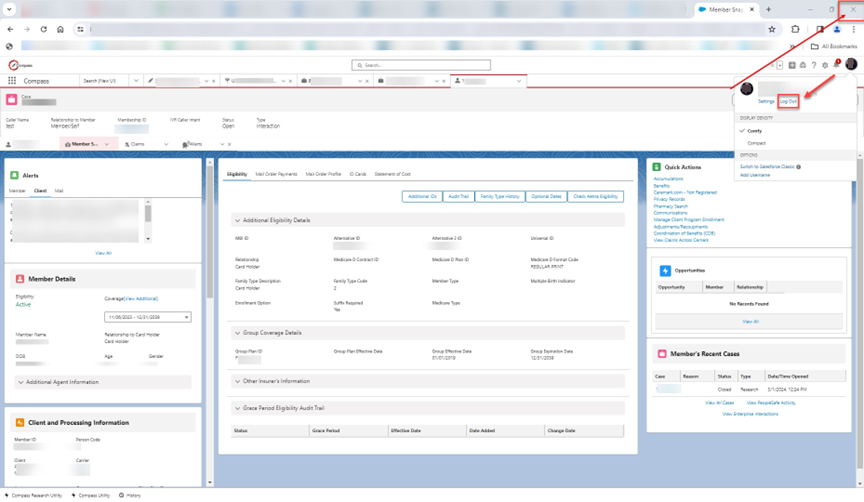 Member Snap
All Bookmarks
Compass
Search...
Compass
Search (New UI)
Case
Settings
Log Out
Caller Name
Relationship to Member
IVR Caller Intent
Status
Type
test
Member/Self
Open
Interaction
DISPLAY DENSITY
Comfy
Compact
OPTIONS
Switch to Salesforce Classic
Add Username
Member S...
Claims
Alerts
Alerts
Member
Client
Mail
View All
Member Details
Eligibility
Active
Coverage(View Additional)
11/05/2023 - 12/31/2039
Member Name
Relationship to Card Holder
Card Holder
DOB
Age
Gender
Additional Agent Information
Client and Processing Information
Member ID
Person Code
Client
Carrier
Eligibility
Mail Order Payments
Mail Order Profile
ID Cards
Statement of Cost
Additional IDs
Audit Trail
Family Type History
Optional Dates
Check Retire Eligibility
Additional Eligibility Details
MBI ID
Alternative ID
Alternative 2 ID
Universal ID
Relationship
Medicare D Contract ID
Medicare D Plan ID
Medicare D Format Code
Card Holder
REGULAR PRINT
Family Type Description
Family Type Code
Member Type
Multiple Birth Indicator
Card Holder
2
Enrollment Option
Suffix Required
Medicare Type
Yes
Group Coverage Details
Group Plan ID
Group Plan Effective Date
Group Effective Date
Group Expiration Date
01/01/2019
12/31/2039
Other Insurer's Information
Grace Period Eligibility Audit Trail
Status
Grace Period
Effective Date
Date Added
Change Date
Quick Actions
Accumulations
Benefits
Caremark.com - Not Registered
Privacy Records
Pharmacy Search
Communications
Manage Client Program Enrollment
Adjustments/Recoupments
Coordination of Benefits (COB)
View Claims Across Carriers
Opportunities
Opportunity
Member
Relationship
No Records Found
View All
Member's Recent Cases
Case
Reason
Status
Type
Date/Time Opened
Closed
Research
3/1/2024, 12:24 PM
View All Cases
View PeopleSafe Activity
View Enterprise Interactions
Compass Research Utility
Compass Utility
History